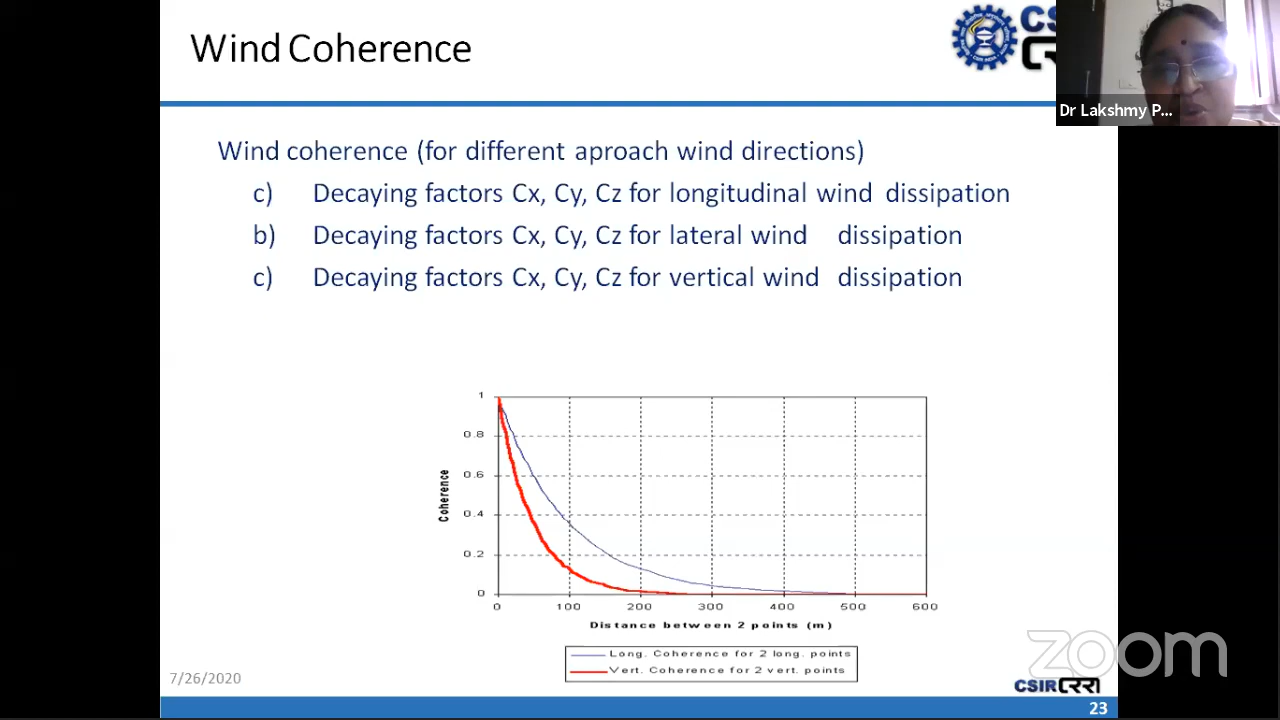 Wind Coherence
CS
Dr Lakshmy P...
Wind coherence (for different aproach wind directions)
c) Decaying factors Cx, Cy, Cz for longitudinal wind dissipation
b) Decaying factors Cx, Cy, Cz for lateral wind dissipation
c) Decaying factors Cx, Cy, Cz for vertical wind dissipation
1
0.8
0.6
0.4
0.2
0
Coherence
0 100 200 300 400 500 600
Distance between 2 points (m)
Long. Coherence for 2 long. points
Vert. Coherence for 2 vert. points
zoom
7/26/2020
CSIR CRRI
23